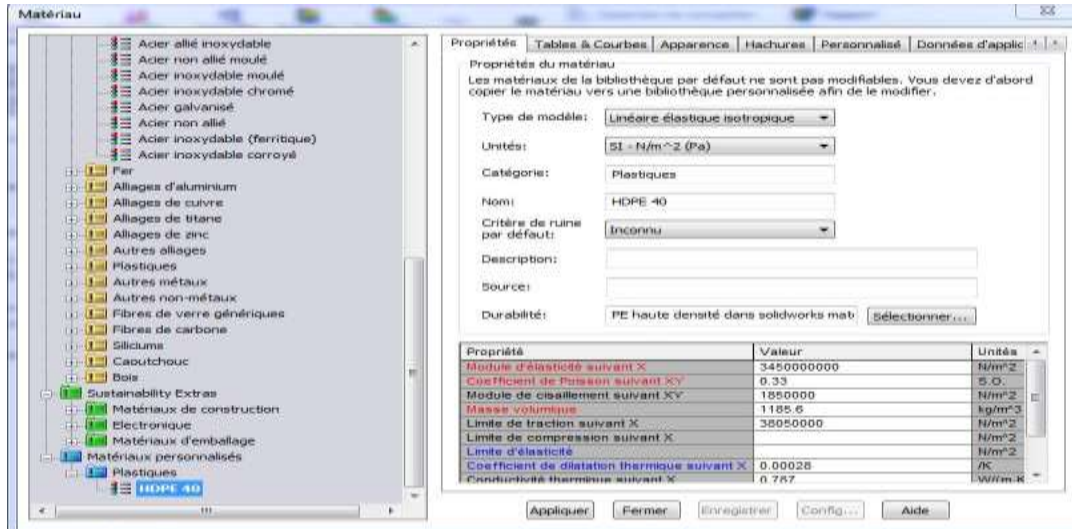 Matériau
Acier allié inoxydable
Acier non allié moulé
Acier inoxydable moulé
Acier inoxydable chromé
Acier galvanisé
Acier non allié
Acier inoxydable (ferritique)
Acier inoxydable corroyé
Fer
Alliages d'aluminium
Alliages de cuivre
Alliages de titane
Alliages de zinc
Autres alliages
Plastiques
Autres métaux
Autres non-métaux
Fibres de verre génériques
Fibres de carbone
Siliciums
Caoutchouc
Bois
Sustainability Extras
Matériaux de construction
Electronique
Matériaux d'emballage
Matériaux personnalisés
Plastiques
HDPE 40
Propriétés Tables & Courbes Apparence Hachures Personnalisé Données d'applic
Propriétés du matériau
Les matériaux de la bibliothèque par défaut ne sont pas modifiables. Vous devez d'abord
copier le matériau vers une bibliothèque personnalisée afin de le modifier.
Type de modèle: Linéaire élastique isotropique
Unités: SI - N/m^2 (Pa)
Catégorie: Plastiques
Nom: HDPE 40
Critère de ruine
par défaut: Inconnu
Description:
Source:
Durabilité: PE haute densité dans solidworks mat Sélectionner...
Propriété Valeur Unités
Module d'élasticité suivant X 3450000000 N/m^2
Coefficient de Poisson suivant XY 0.33 S.O.
Module de cisaillement suivant XY 1850000 N/m^2
Masse volumique 1185.6 kg/m^3
Limite de traction suivant X 38050000 N/m^2
Limite de compression suivant X N/m^2
Limite d'élasticité N/m^2
Coefficient de dilatation thermique suivant X 0.00028 /K
Conductivité thermique suivant X 0.787 W/(m·K
Appliquer Fermer Enregistrer Config... Aide